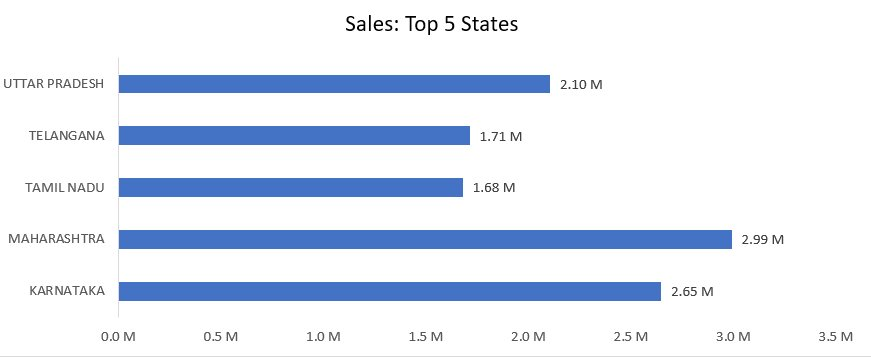 Sales: Top 5 States
UTTAR PRADESH 2.10 M
TELANGANA 1.71 M
TAMIL NADU 1.68 M
MAHARASHTRA 2.99 M
KARNATAKA 2.65 M
0.0 M 0.5 M 1.0 M 1.5 M 2.0 M 2.5 M 3.0 M 3.5 M